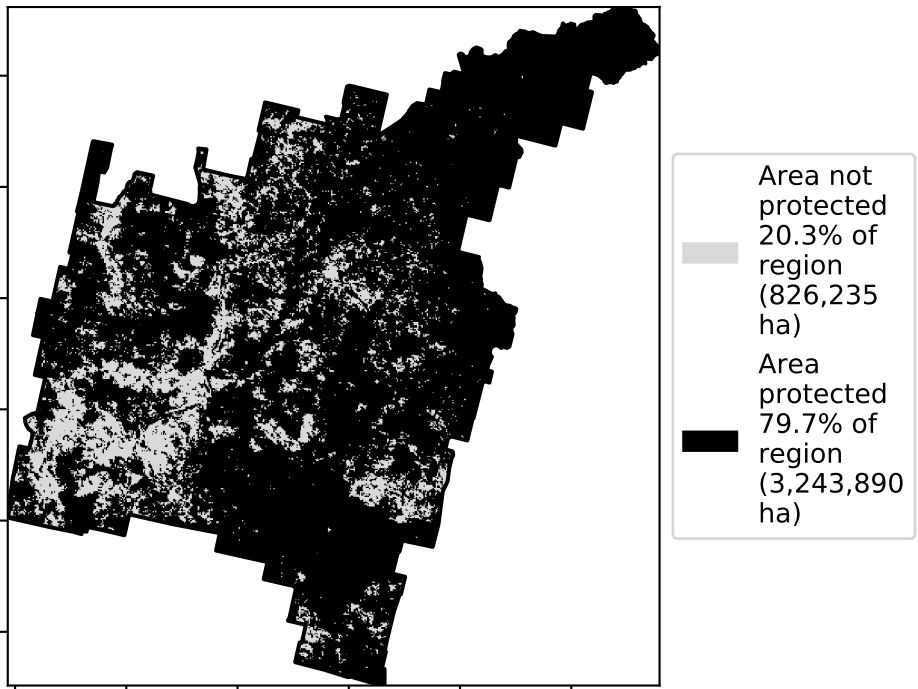 Area not
protected
20.3% of
region
(826,235
ha)
Area
protected
79.7% of
region
(3,243,890
ha)